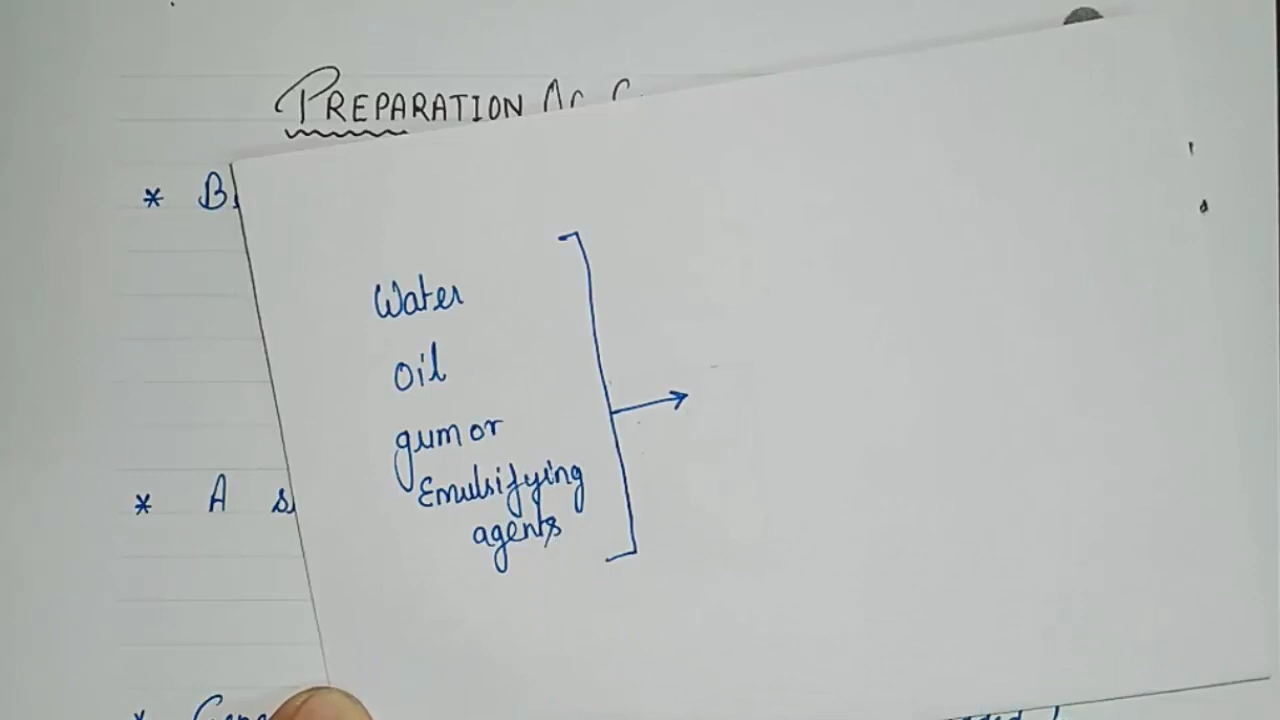 PREPARATION
* B
Water
oil
gum or
Emulsifying
agents
* A
*